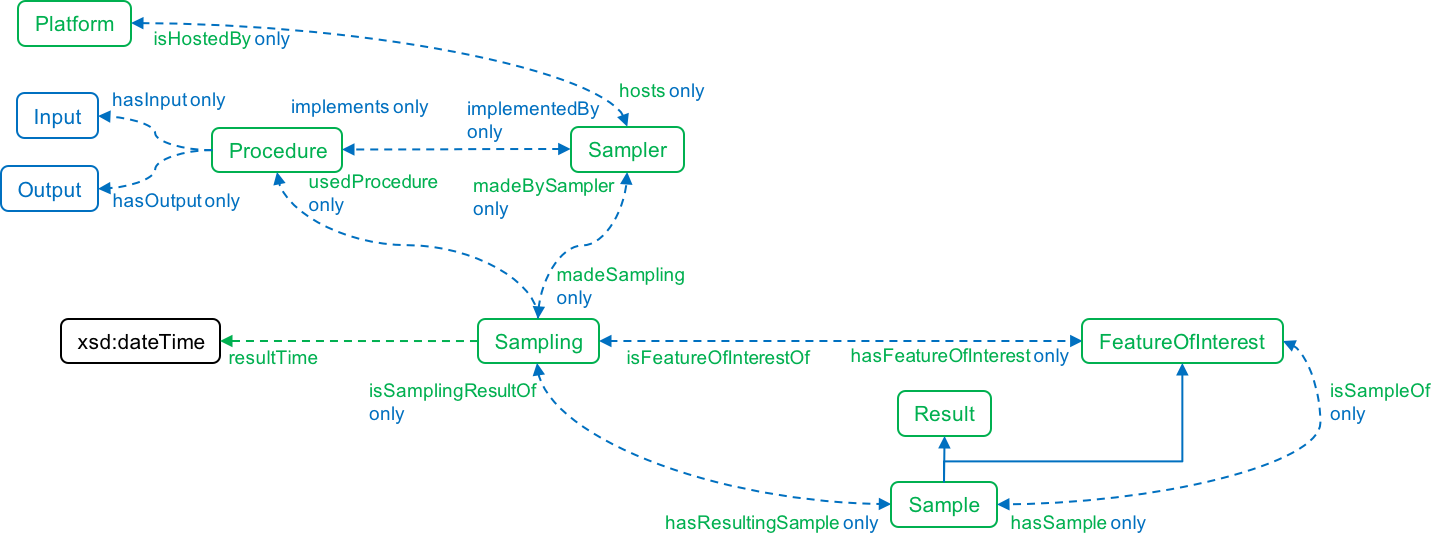 Platform
isHostedBy only
hosts only
Input
hasInput only
implements only
implementedBy
only
Procedure
Sampler
Output
hasOutput only
usedProcedure
only
madeBySampler
only
madeSampling
only
xsd:dateTime
resultTime
Sampling
isFeatureOfInterestOf
hasFeatureOfInterest only
FeatureOfInterest
isSamplingResultOf
only
Result
isSampleOf
only
Sample
hasResultingSample only
hasSample only